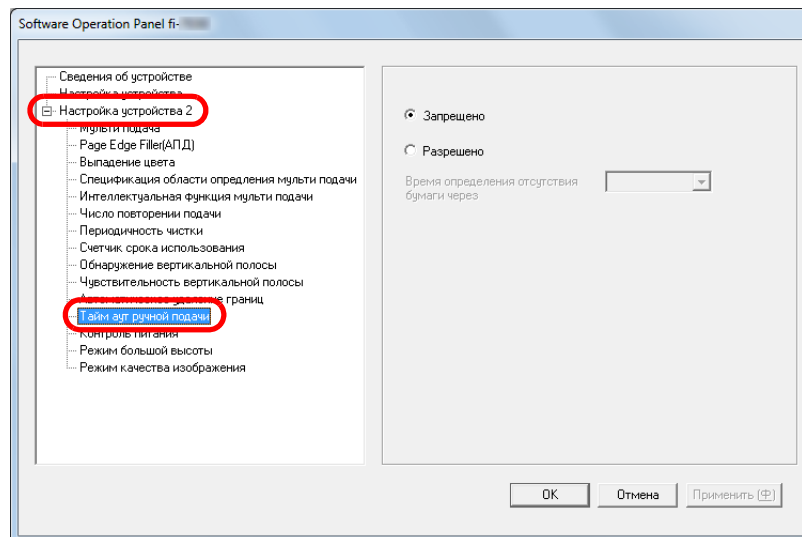 Software Operation Panel fi-
Сведения об устройстве
Настройка устройства
Настройка устройства 2
Мульти подача
Page Edge Filler(АПД)
Выпадение цвета
Спецификация области опредления мульти подачи
Интеллектуальная функция мульти подачи
Число повторении подачи
Периодичность чистки
Счетчик срока использования
Обнаружение вертикальной полосы
Чувствительность вертикальной полосы
Автоматическое удаление границ
Тайм аут ручной подачи
Контроль питания
Режим большой высоты
Режим качества изображения
Запрещено
Разрешено
Время определения отсутствия
бумаги через
OK
Отмена
Применить (Ф)